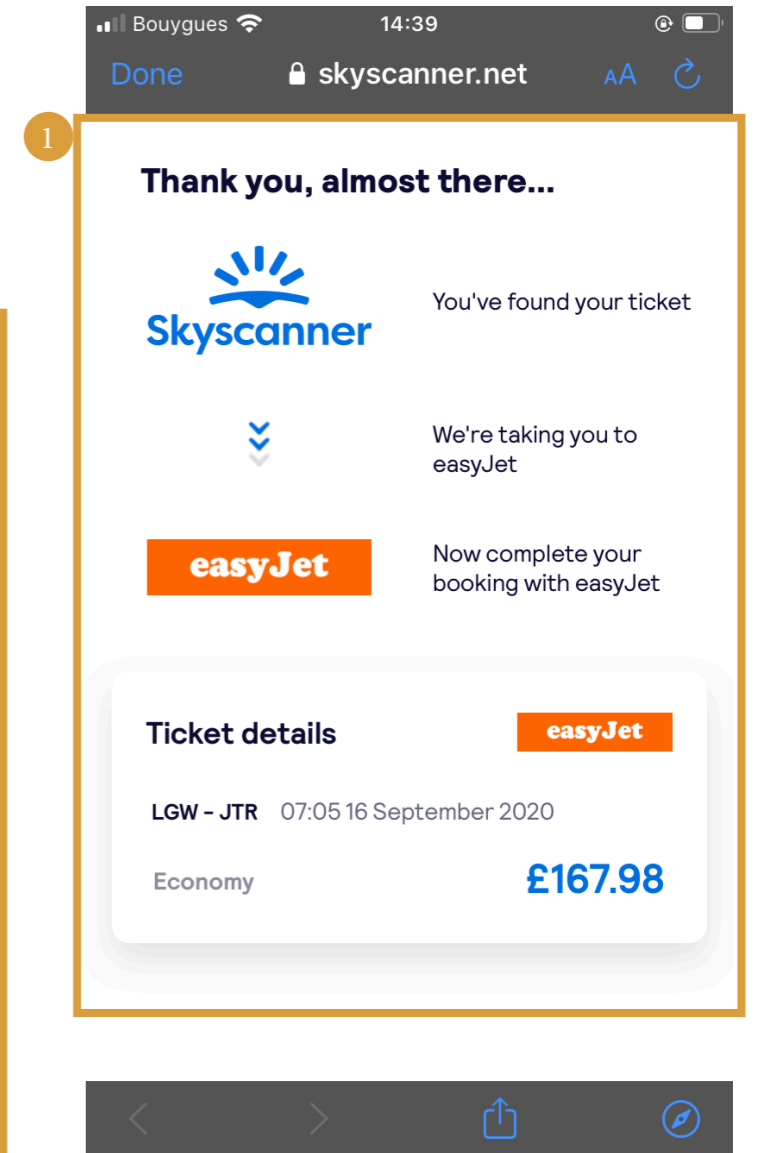 Bouygues 14:39
Done skyscanner.net AA
1
Thank you, almost there...
Skyscanner
You've found your ticket
We're taking you to
easyJet
easyJet
Now complete your
booking with easyJet
Ticket details easyJet
LGW - JTR 07:05 16 September 2020
Economy £167.98